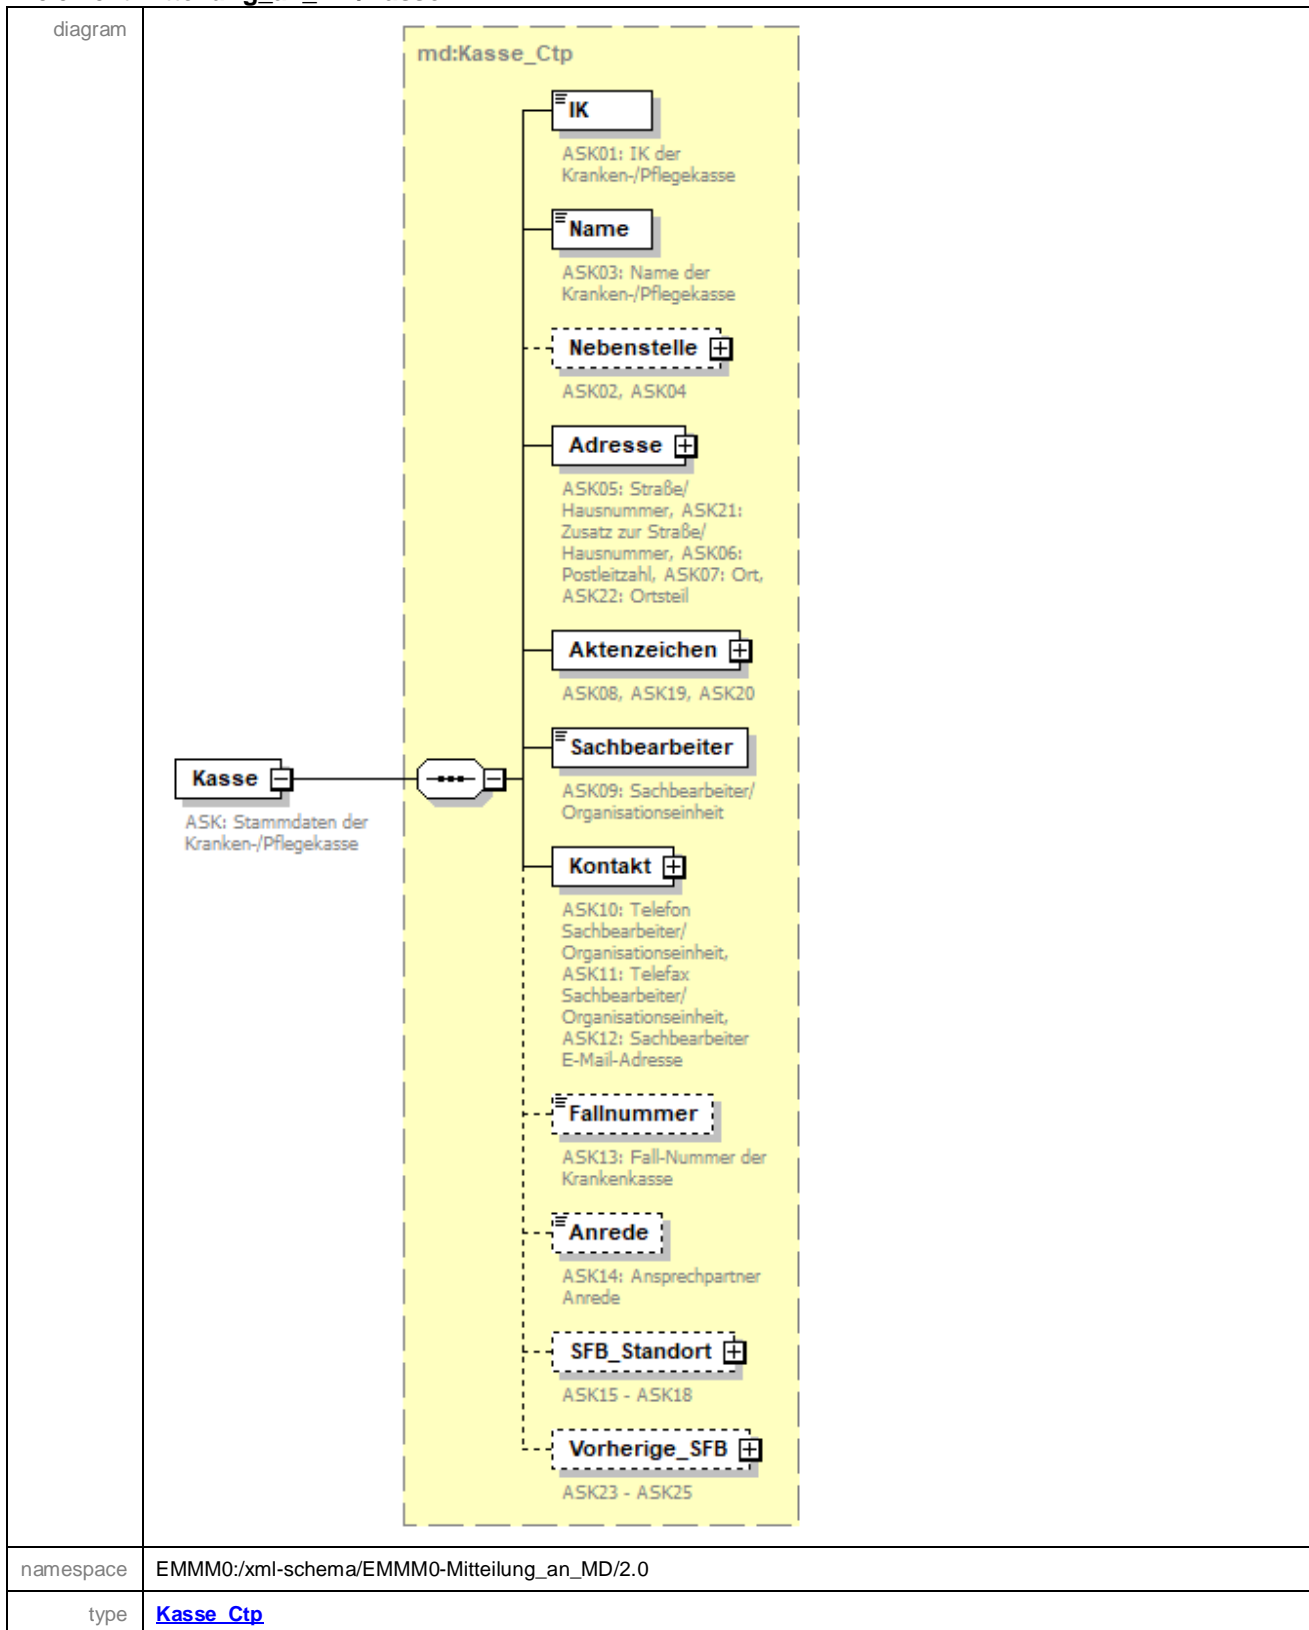 diagram
md:Kasse_Ctp
IK
ASK01: IK der
Kranken-/Pflegekasse
Name
ASK03: Name der
Kranken-/Pflegekasse
Nebenstelle
ASK02, ASK04
Adresse
ASK05: Straße/
Hausnummer, ASK21:
Zusatz zur Straße/
Hausnummer, ASK06:
Postleitzahl, ASK07: Ort,
ASK22: Ortsteil
Aktenzeichen
ASK08, ASK19, ASK20
Sachbearbeiter
ASK09: Sachbearbeiter/
Organisationseinheit
Kasse
ASK: Stammdaten der
Kranken-/Pflegekasse
Kontakt
ASK10: Telefon
Sachbearbeiter/
Organisationseinheit,
ASK11: Telefax
Sachbearbeiter/
Organisationseinheit,
ASK12: Sachbearbeiter
E-Mail-Adresse
Fallnummer
ASK13: Fall-Nummer der
Krankenkasse
Anrede
ASK14: Ansprechpartner
Anrede
SFB_Standort
ASK15 - ASK18
Vorherige_SFB
ASK23 - ASK25
namespace EMMM0:/xml-schema/EMMM0-Mitteilung_an_MD/2.0
type Kasse_Ctp